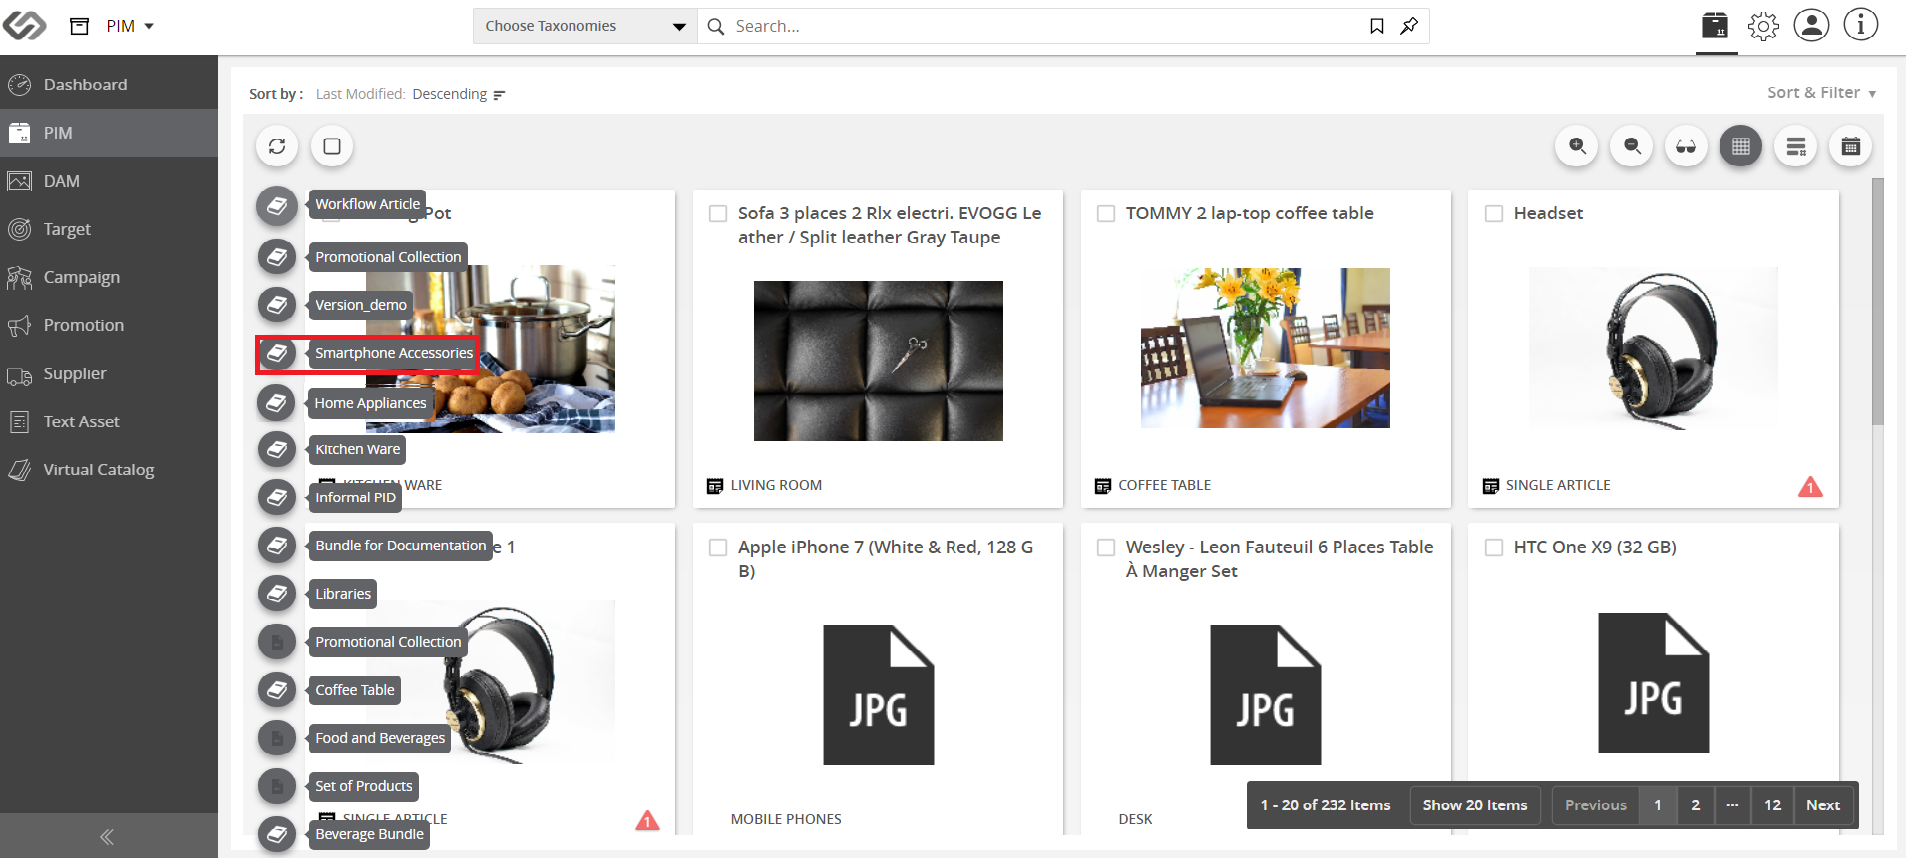 PIM
Choose Taxonomies
Search...
Dashboard
PIM
DAM
Target
Campaign
Promotion
Supplier
Text Asset
Virtual Catalog
Sort by : Last Modified: Descending
Sort & Filter
Workflow Article
Promotional Collection
Version_demo
Smartphone Accessories
Home Appliances
Kitchen Ware
Informal PID
Bundle for Documentation
Libraries
Promotional Collection
Coffee Table
Food and Beverages
Set of Products
Beverage Bundle
Pot
KITCHEN WARE
Sofa 3 places 2 Rlx electri. EVOGG Le
ather / Split leather Gray Taupe
LIVING ROOM
TOMMY 2 lap-top coffee table
COFFEE TABLE
Headset
SINGLE ARTICLE
1
e 1
SINGLE ARTICLE
1
Apple iPhone 7 (White & Red, 128 G
B)
JPG
MOBILE PHONES
Wesley - Leon Fauteuil 6 Places Table
À Manger Set
JPG
DESK
HTC One X9 (32 GB)
JPG
1 - 20 of 232 Items
Show 20 Items
Previous
1
2
...
12
Next